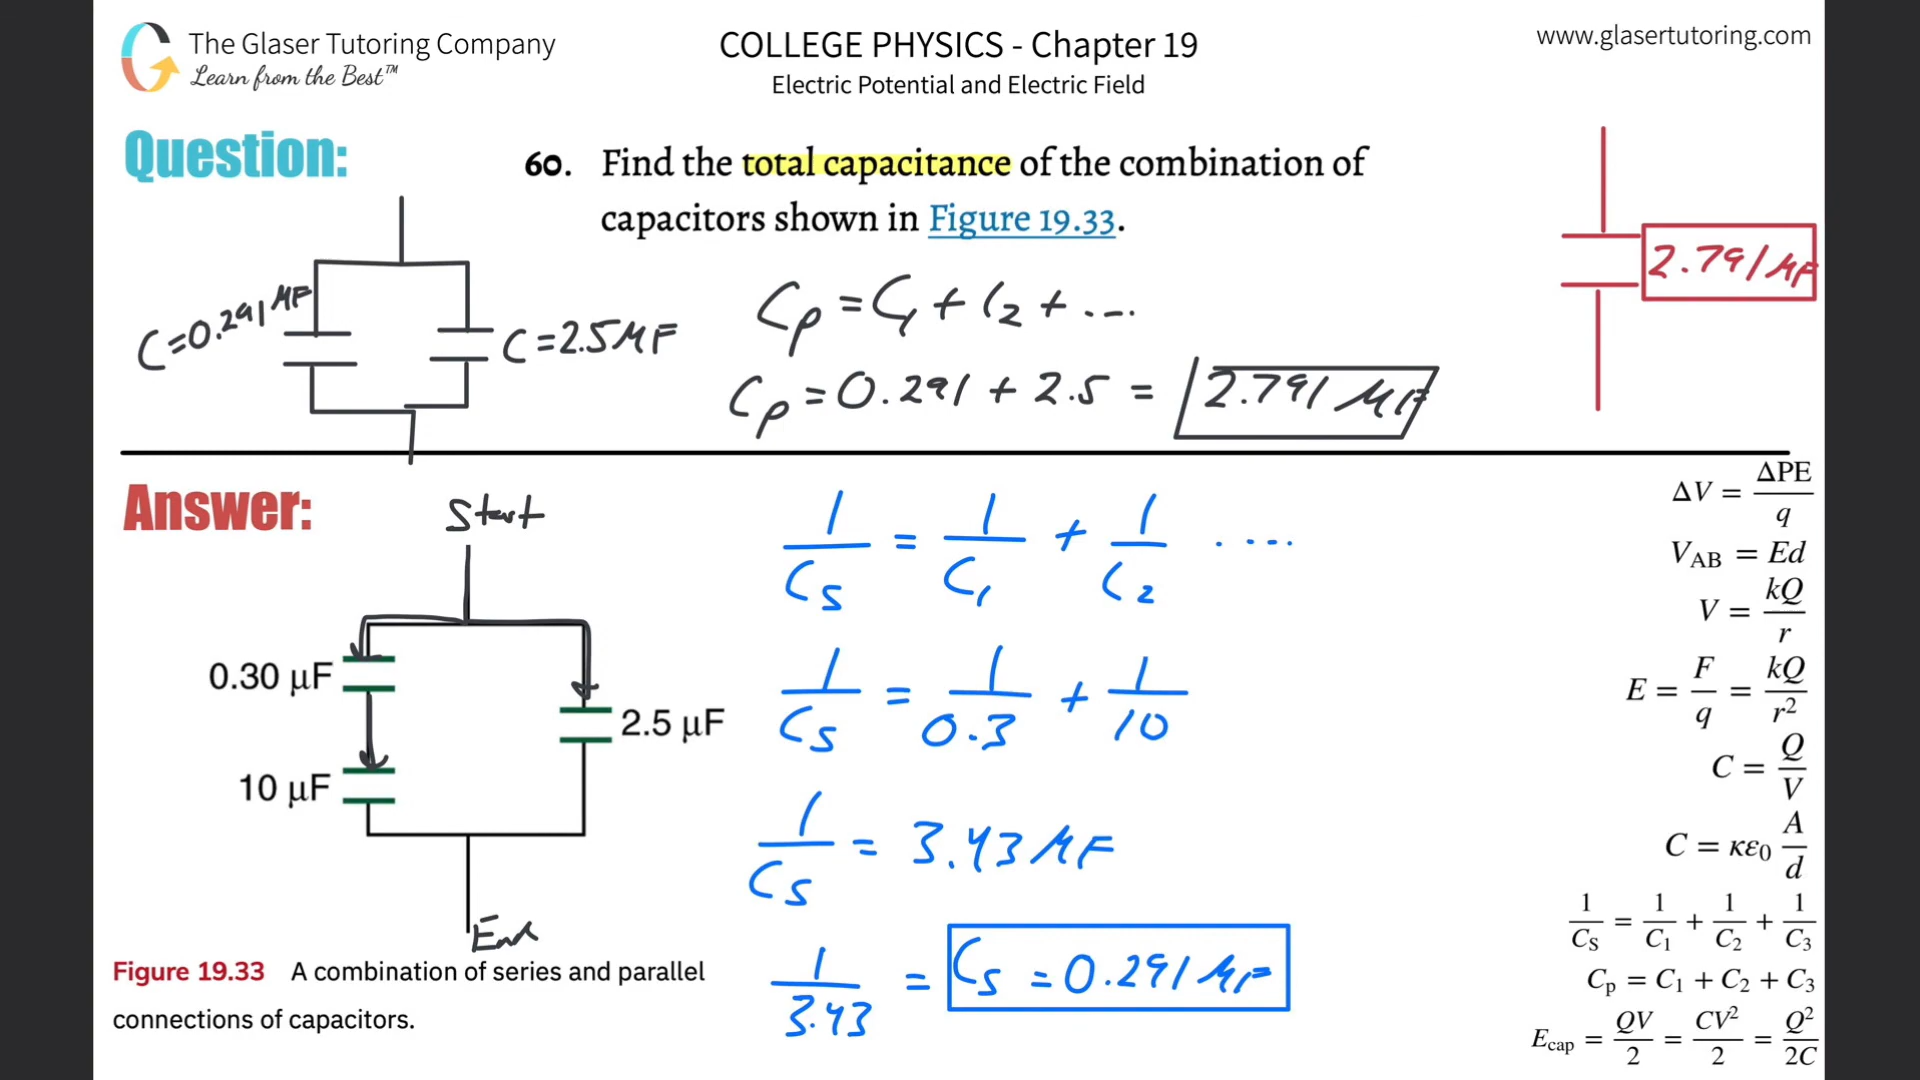 The Glaser Tutoring Company
Learn from the Best™
COLLEGE PHYSICS - Chapter 19
Electric Potential and Electric Field
www.glasertutoring.com
Question:
60. Find the total capacitance of the combination of
capacitors shown in Figure 19.33.
C=0.291 MF
C=2.5MF
Cp = C1 + C2 + ...
Cp = 0.291 + 2.5 = 2.791 MF
2.791 MF
Answer:
Start
0.30 μF
10 μF
2.5 μF
End
Figure 19.33 A combination of series and parallel
connections of capacitors.
1/Cs = 1/C1 + 1/C2 ....
1/Cs = 1/0.3 + 1/10
1/Cs = 3.43 MF
1/3.43 = Cs = 0.291 MF
ΔV = ΔPE/q
VAB = Ed
V = kQ/r
E = F/q = kQ/r²
C = Q/V
C = κε0 A/d
1/CS = 1/C1 + 1/C2 + 1/C3
Cp = C1 + C2 + C3
Ecap = QV/2 = CV²/2 = Q²/2C